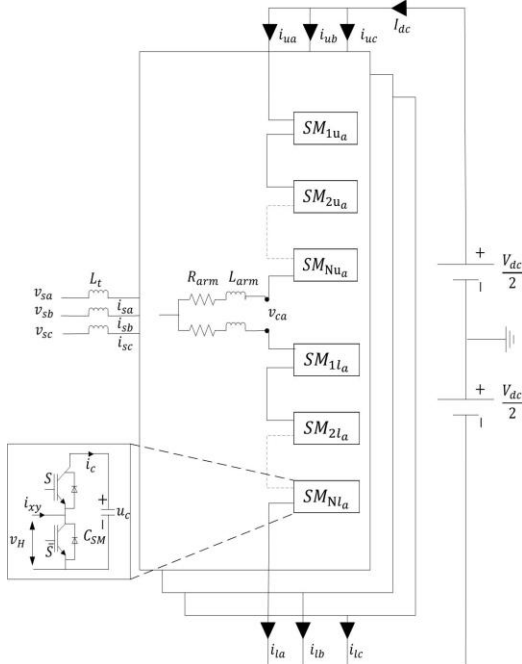 I_dc
i_ua i_ub i_uc
SM_1u_a
SM_2u_a
SM_Nu_a
R_arm L_arm
L_t
v_sa
v_sb
v_sc
i_sa
i_sb
i_sc
v_ca
SM_1l_a
SM_2l_a
SM_Nl_a
+
V_dc
2
−
+
V_dc
2
−
S
i_c
i_xy
+
u_c
−
v_H
S̄
C_SM
i_la i_lb i_lc